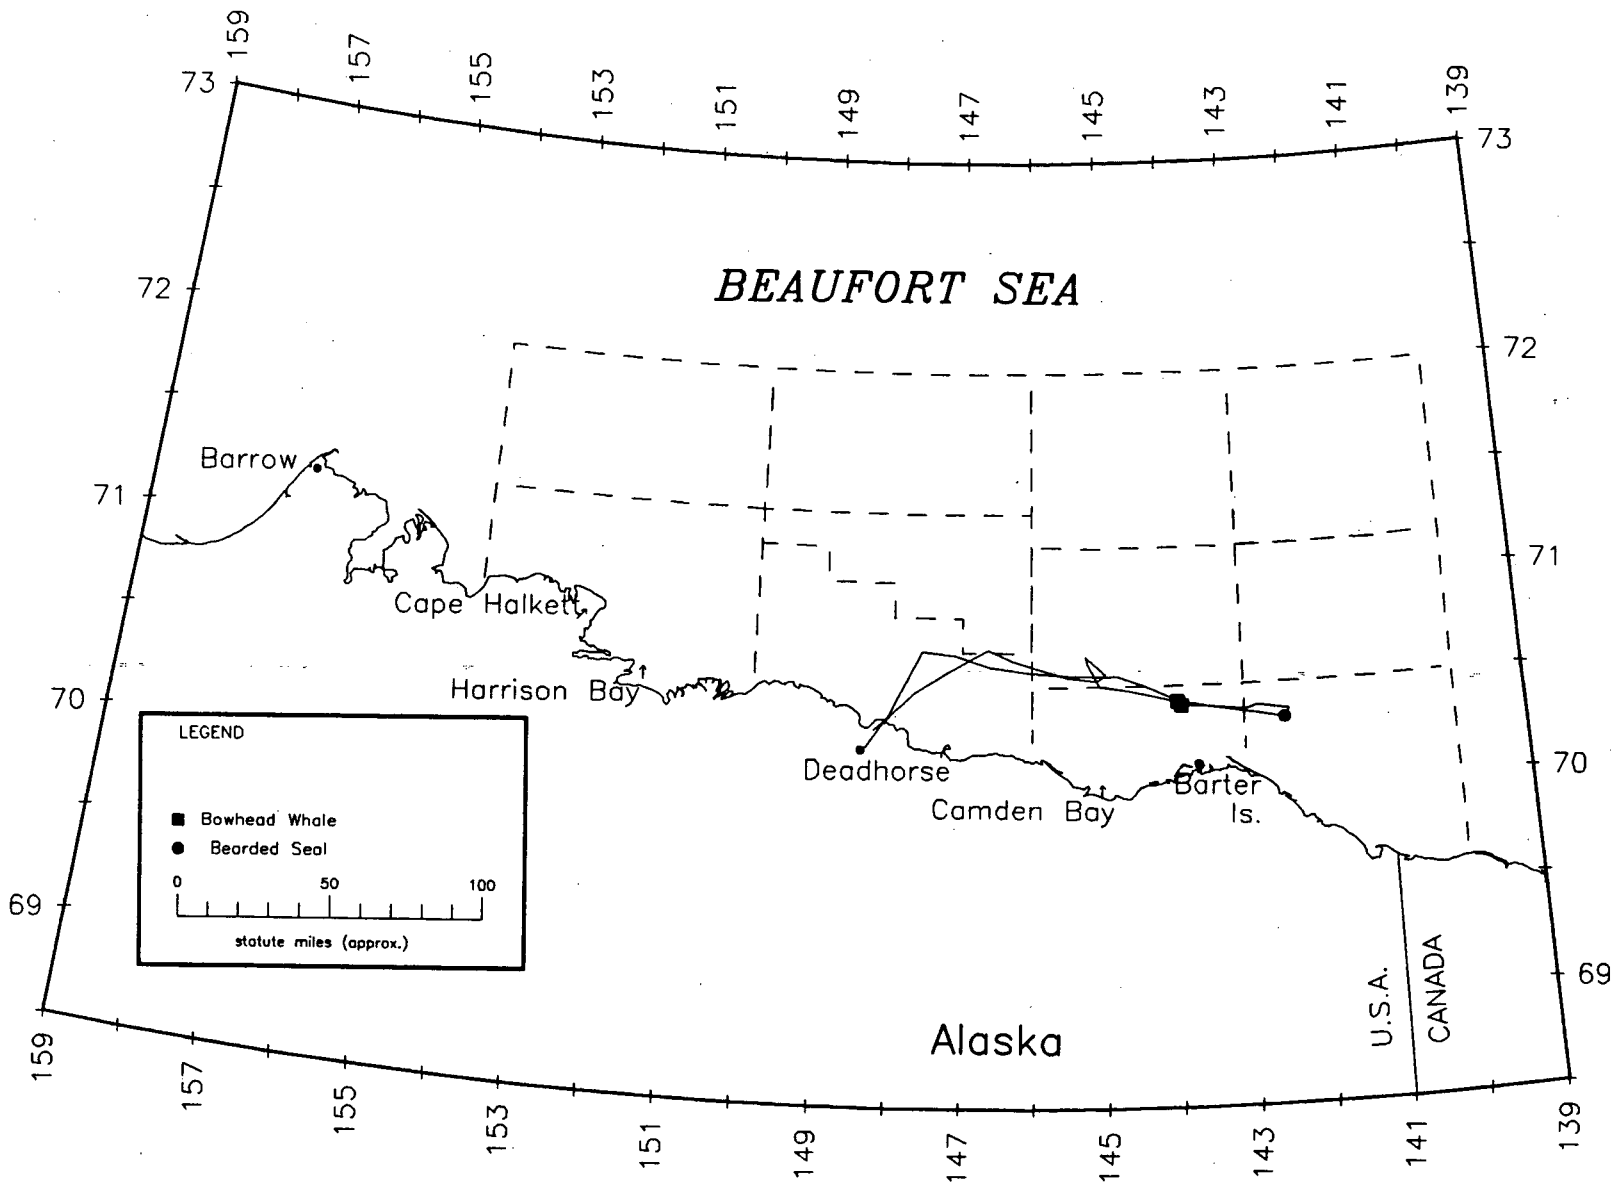 159
157
155
153
151
149
147
145
143
141
139
73
73
72
72
71
71
70
70
69
69
BEAUFORT SEA
Barrow
Cape Halkett
Harrison Bay
Deadhorse
Camden Bay
Barter
Is.
LEGEND
Bowhead Whale
Bearded Seal
0 50 100
statute miles (approx.)
Alaska
U.S.A.
CANADA
159
157
155
153
151
149
147
145
143
141
139